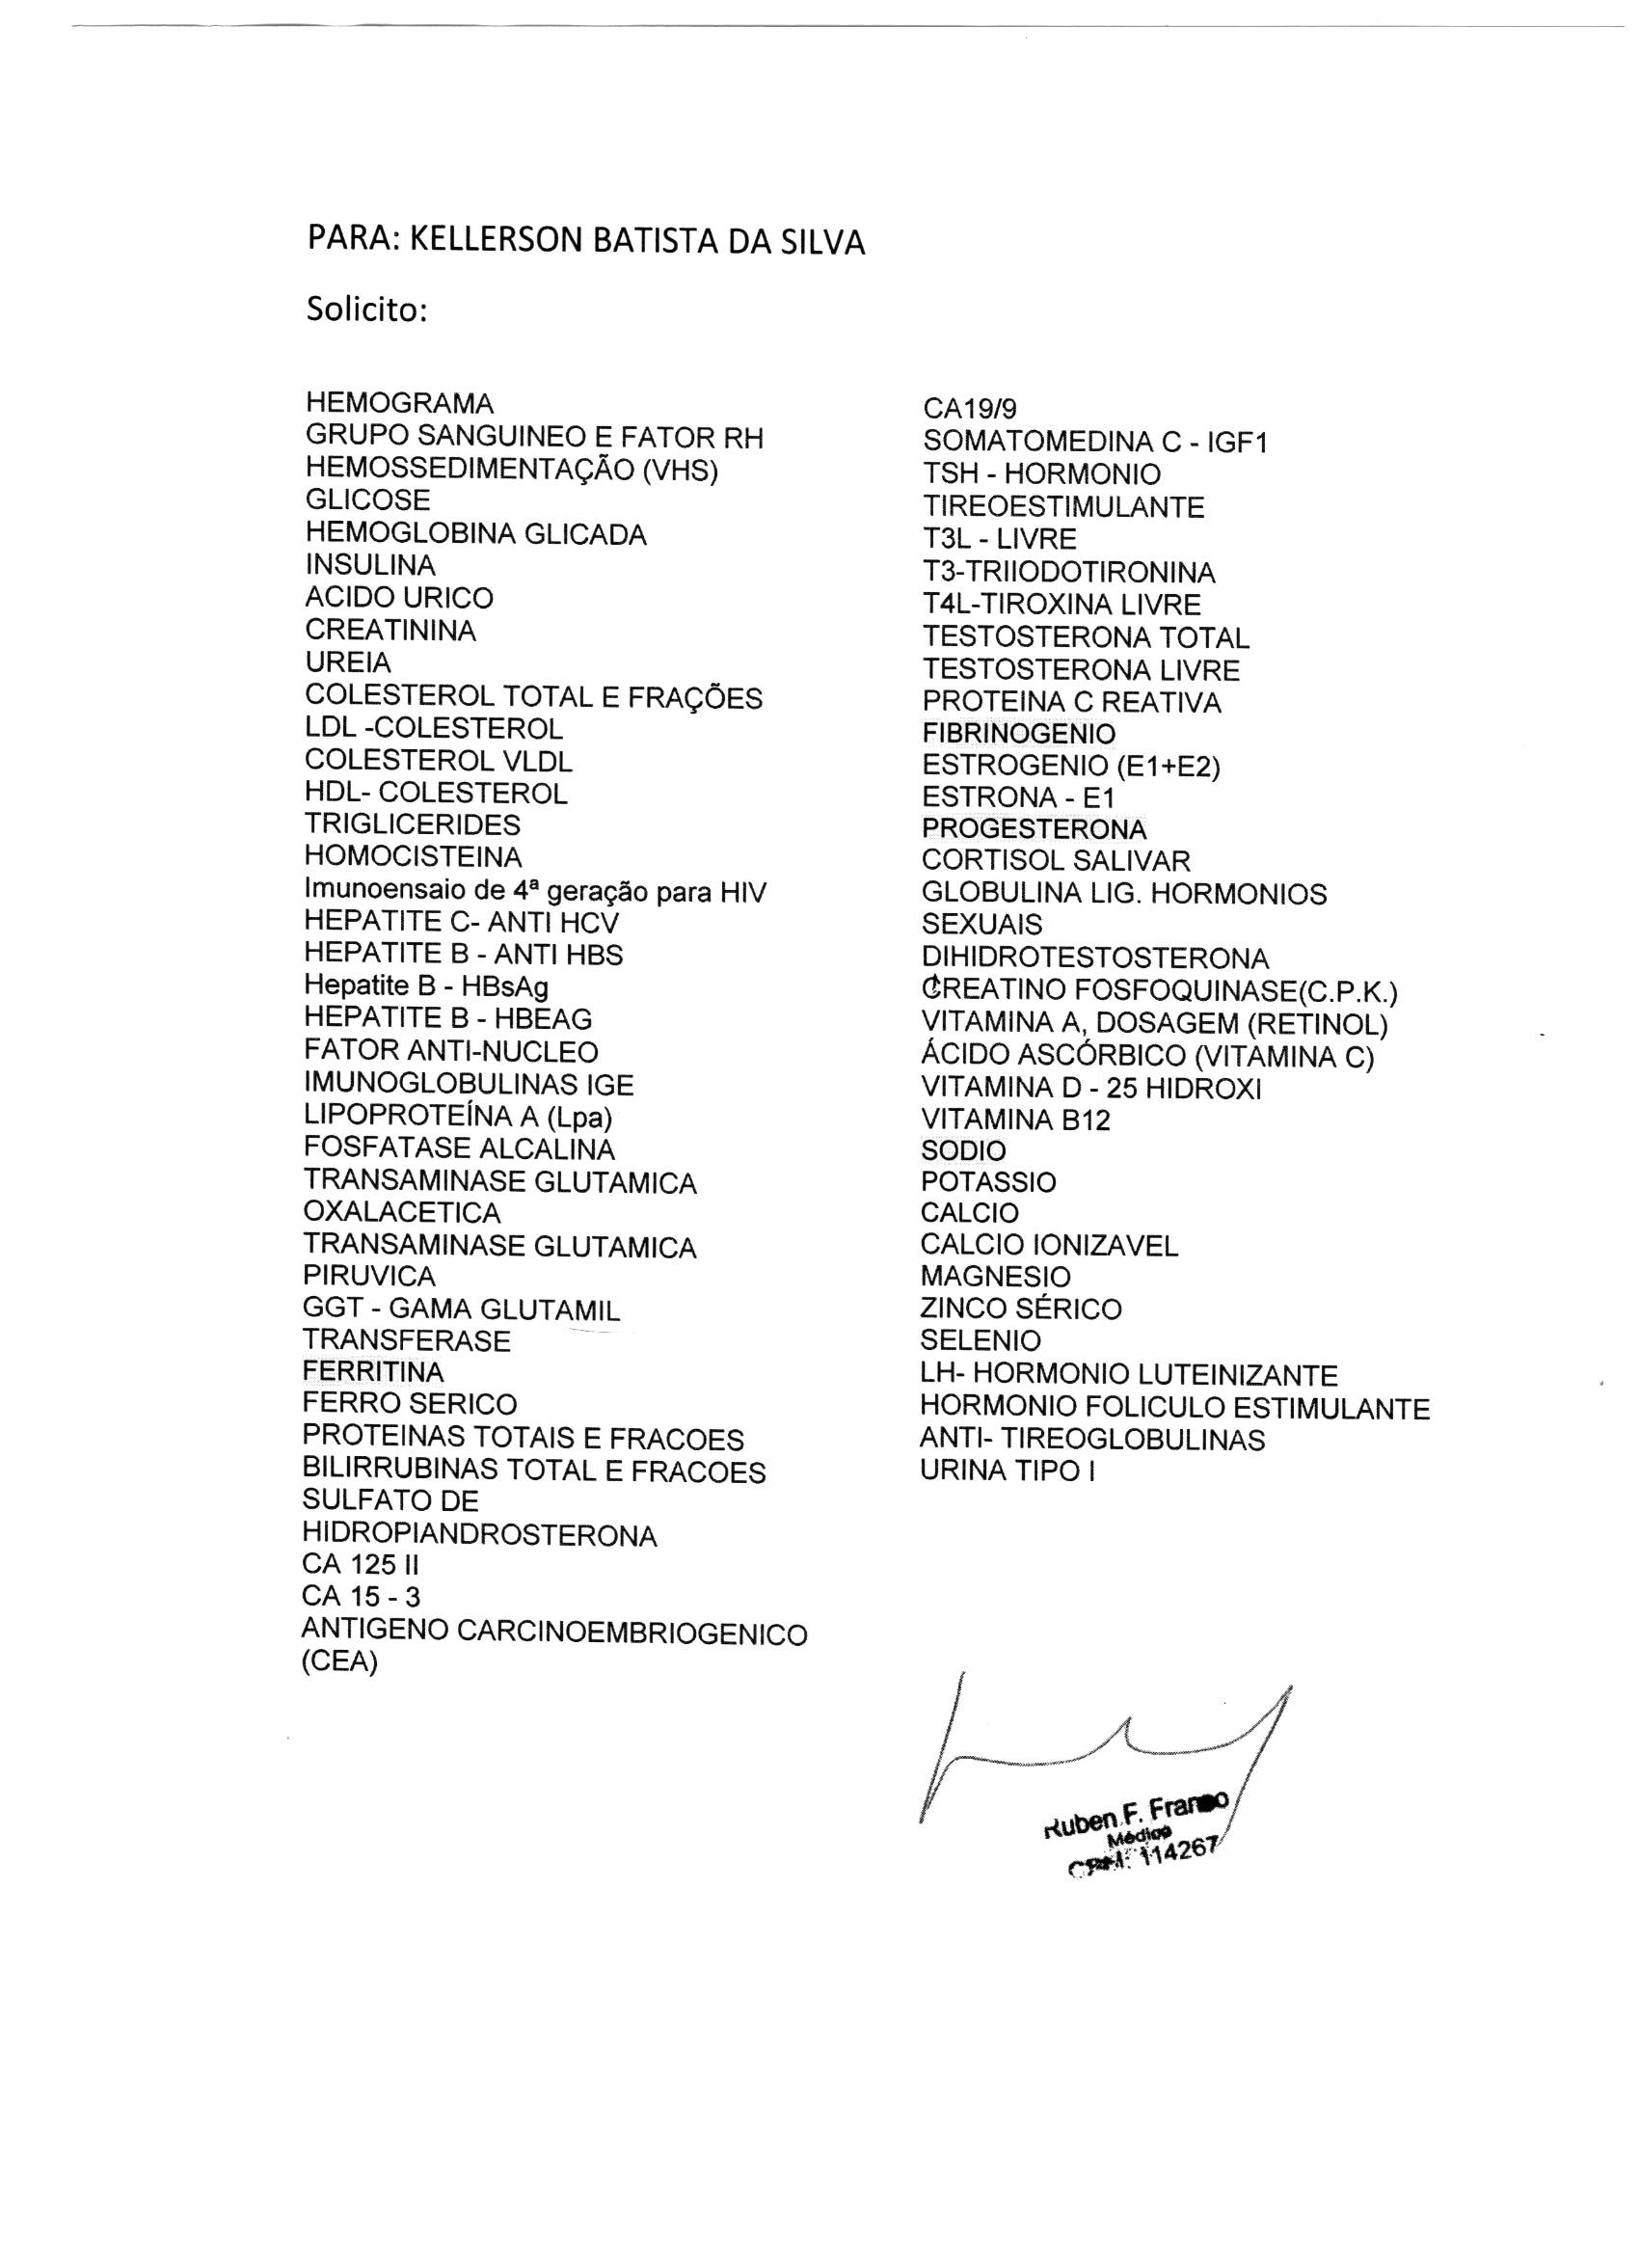 PARA: KELLERSON BATISTA DA SILVA
Solicito:
HEMOGRAMA
GRUPO SANGUINEO E FATOR RH
HEMOSSEDIMENTAÇÃO (VHS)
GLICOSE
HEMOGLOBINA GLICADA
INSULINA
ACIDO URICO
CREATININA
UREIA
COLESTEROL TOTAL E FRAÇÕES
LDL -COLESTEROL
COLESTEROL VLDL
HDL- COLESTEROL
TRIGLICERIDES
HOMOCISTEINA
Imunoensaio de 4ª geração para HIV
HEPATITE C- ANTI HCV
HEPATITE B - ANTI HBS
Hepatite B - HBsAg
HEPATITE B - HBEAG
FATOR ANTI-NUCLEO
IMUNOGLOBULINAS IGE
LIPOPROTEÍNA A (Lpa)
FOSFATASE ALCALINA
TRANSAMINASE GLUTAMICA
OXALACETICA
TRANSAMINASE GLUTAMICA
PIRUVICA
GGT - GAMA GLUTAMIL
TRANSFERASE
FERRITINA
FERRO SERICO
PROTEINAS TOTAIS E FRACOES
BILIRRUBINAS TOTAL E FRACOES
SULFATO DE
HIDROPIANDROSTERONA
CA 125 II
CA 15 - 3
ANTIGENO CARCINOEMBRIOGENICO
(CEA)
CA19/9
SOMATOMEDINA C - IGF1
TSH - HORMONIO
TIREOESTIMULANTE
T3L - LIVRE
T3-TRIIODOTIRONINA
T4L-TIROXINA LIVRE
TESTOSTERONA TOTAL
TESTOSTERONA LIVRE
PROTEINA C REATIVA
FIBRINOGENIO
ESTROGENIO (E1+E2)
ESTRONA - E1
PROGESTERONA
CORTISOL SALIVAR
GLOBULINA LIG. HORMONIOS
SEXUAIS
DIHIDROTESTOSTERONA
CREATINO FOSFOQUINASE(C.P.K.)
VITAMINA A, DOSAGEM (RETINOL)
ÁCIDO ASCÓRBICO (VITAMINA C)
VITAMINA D - 25 HIDROXI
VITAMINA B12
SODIO
POTASSIO
CALCIO
CALCIO IONIZAVEL
MAGNESIO
ZINCO SÉRICO
SELENIO
LH- HORMONIO LUTEINIZANTE
HORMONIO FOLICULO ESTIMULANTE
ANTI- TIREOGLOBULINAS
URINA TIPO I
Ruben F. Franco
Médico
CRM: 114267